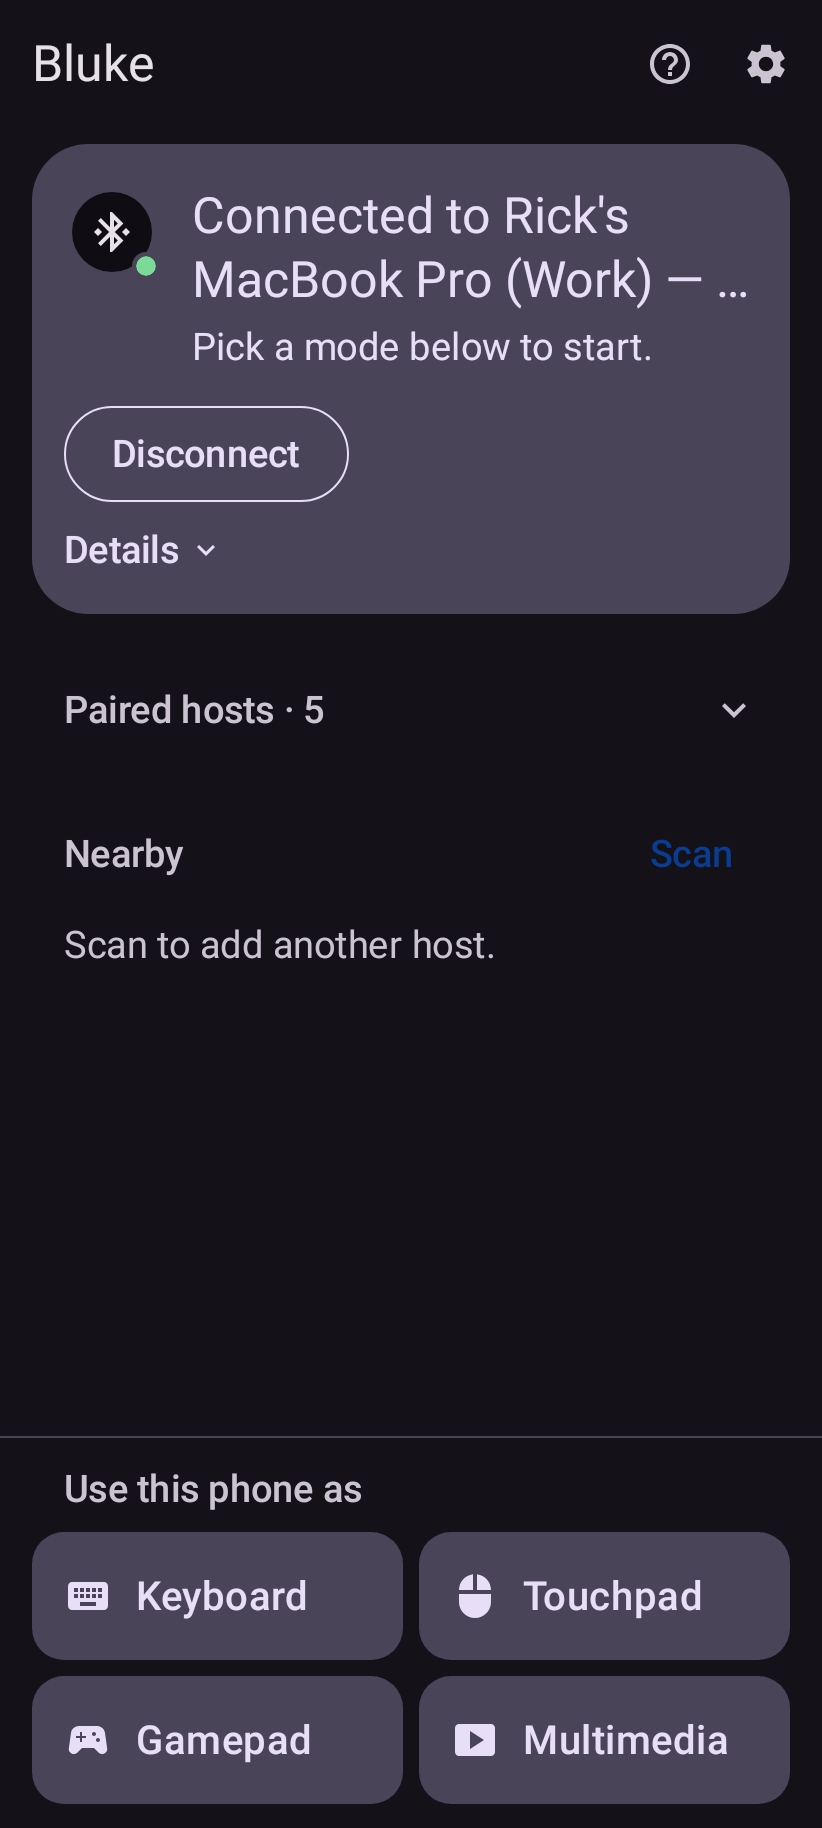 Bluke
Connected to Rick's
MacBook Pro (Work) — …
Pick a mode below to start.
Disconnect
Details
Paired hosts · 5
Nearby
Scan
Scan to add another host.
Use this phone as
Keyboard
Touchpad
Gamepad
Multimedia